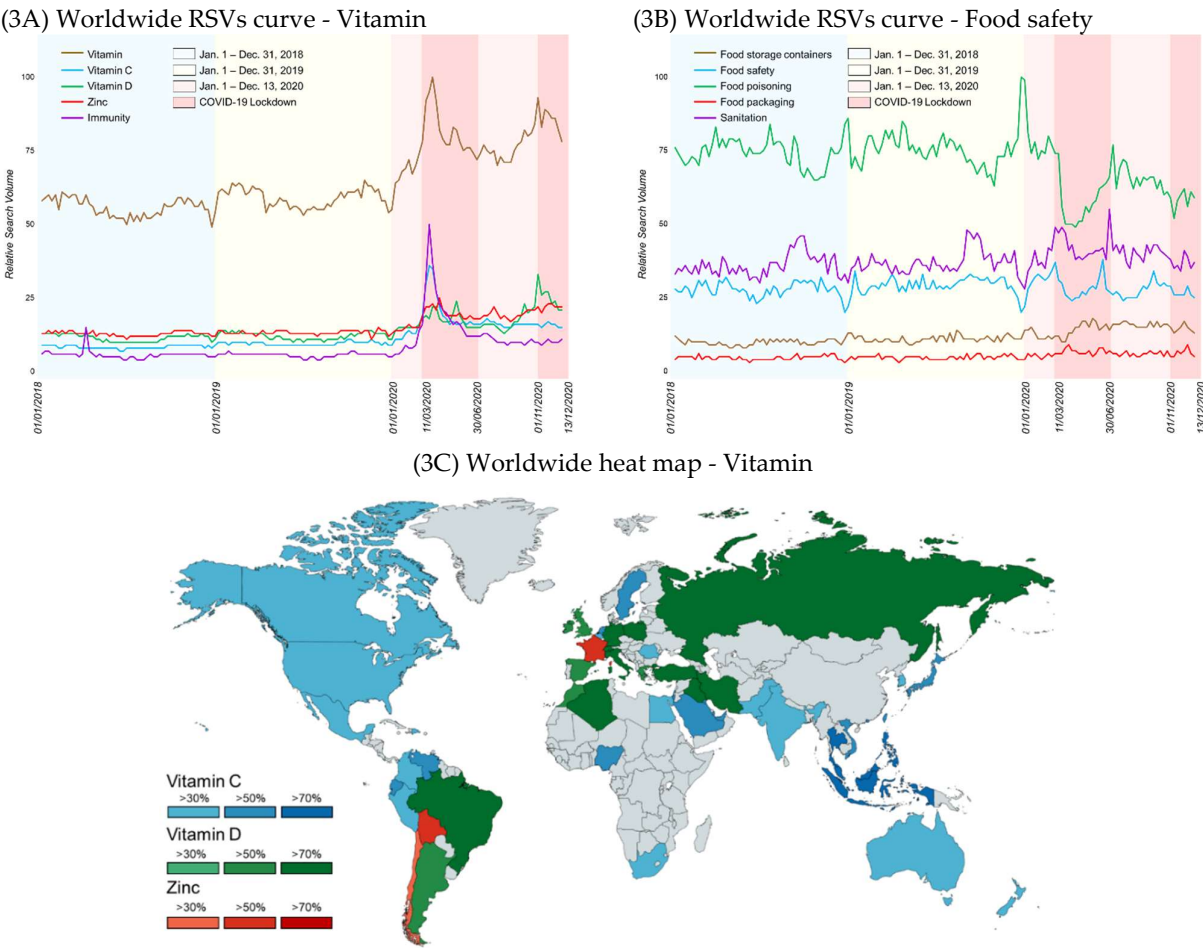 (3A) Worldwide RSVs curve - Vitamin
Vitamin
Vitamin C
Vitamin D
Zinc
Immunity
Jan. 1 – Dec. 31, 2018
Jan. 1 – Dec. 31, 2019
Jan. 1 – Dec. 13, 2020
COVID-19 Lockdown
Relative Search Volume
100
75
50
25
0
01/01/2018
01/01/2019
01/01/2020
11/03/2020
30/06/2020
01/11/2020
13/12/2020
(3B) Worldwide RSVs curve - Food safety
Food storage containers
Food safety
Food poisoning
Food packaging
Sanitation
Jan. 1 – Dec. 31, 2018
Jan. 1 – Dec. 31, 2019
Jan. 1 – Dec. 13, 2020
COVID-19 Lockdown
Relative Search Volume
100
75
50
25
0
01/01/2018
01/01/2019
01/01/2020
11/03/2020
30/06/2020
01/11/2020
13/12/2020
(3C) Worldwide heat map - Vitamin
Vitamin C
>30% >50% >70%
Vitamin D
>30% >50% >70%
Zinc
>30% >50% >70%